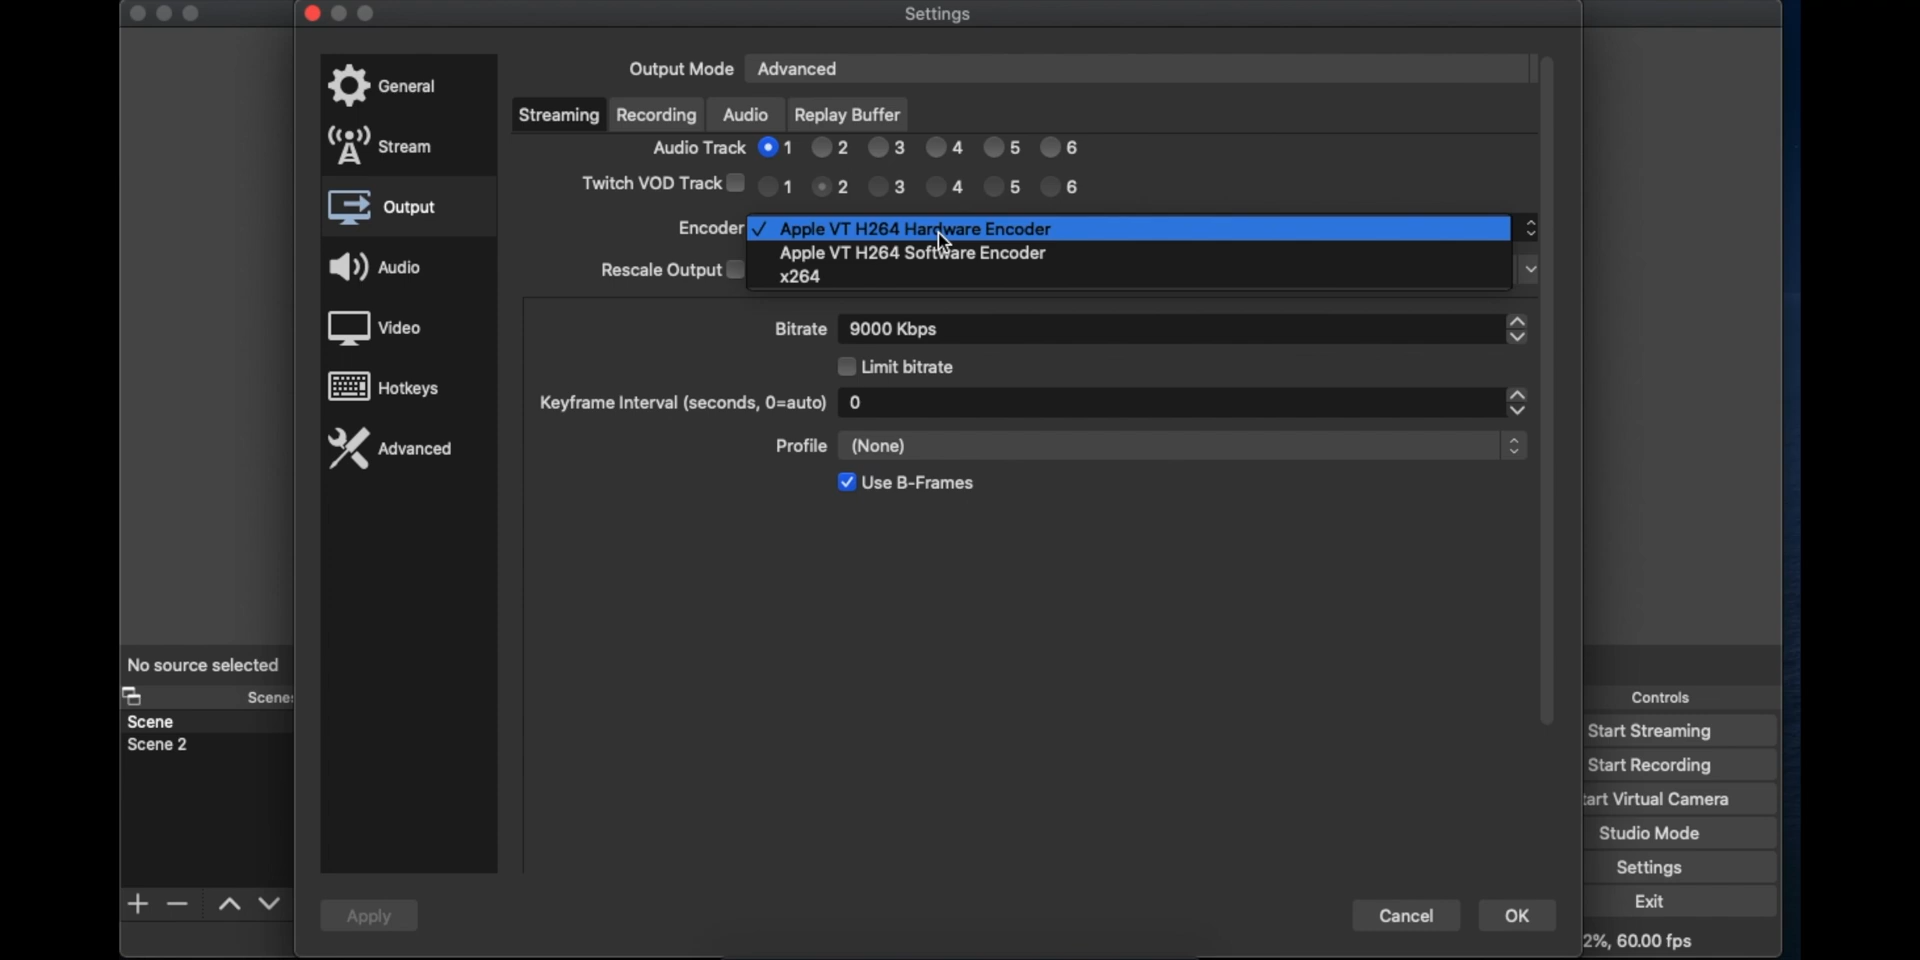 Settings
General
Stream
Output
Audio
Video
Hotkeys
Advanced
Output Mode Advanced
Streaming Recording Audio Replay Buffer
Audio Track 1 2 3 4 5 6
Twitch VOD Track 1 2 3 4 5 6
Encoder ✓ Apple VT H264 Hardware Encoder
Apple VT H264 Software Encoder
x264
Rescale Output
Bitrate 9000 Kbps
Limit bitrate
Keyframe Interval (seconds, 0=auto) 0
Profile (None)
Use B-Frames
Apply
Cancel OK
No source selected
Scenes
Scene
Scene 2
Controls
Start Streaming
Start Recording
tart Virtual Camera
Studio Mode
Settings
Exit
2%, 60.00 fps